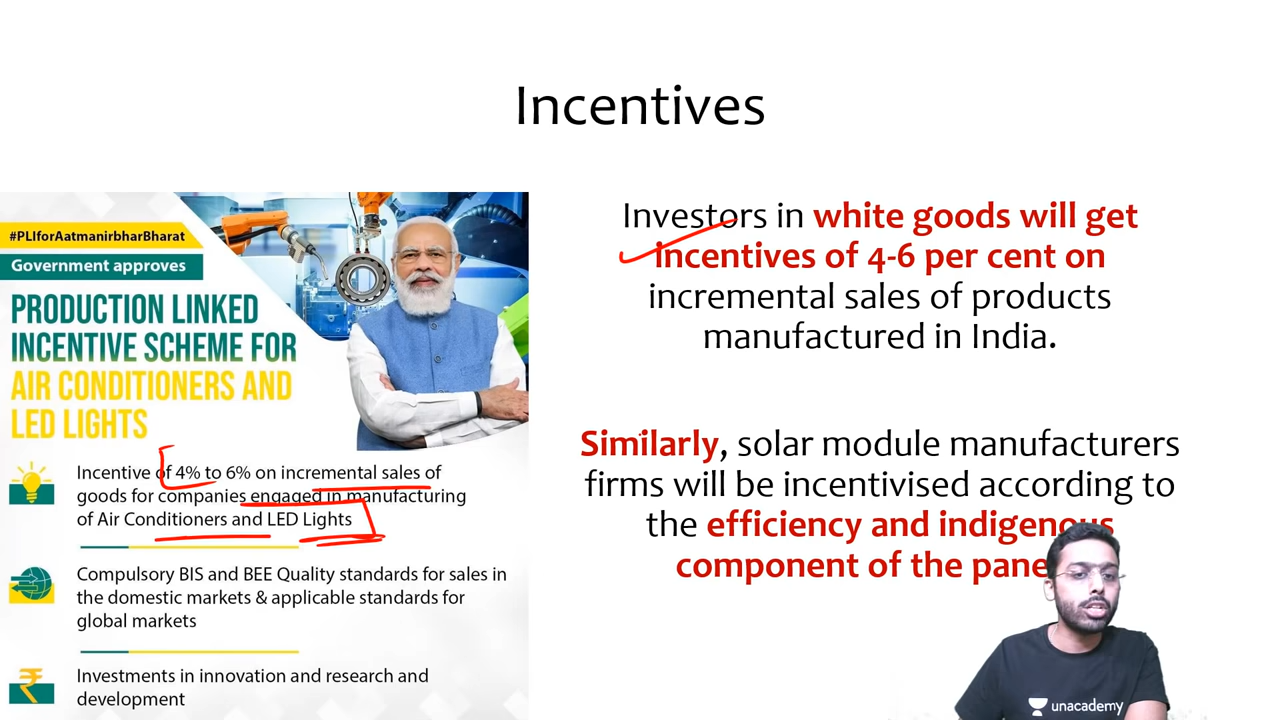 Incentives
#PLIforAatmanirbharBharat
Government approves
PRODUCTION LINKED
INCENTIVE SCHEME FOR
AIR CONDITIONERS AND
LED LIGHTS
Incentive of 4% to 6% on incremental sales of
goods for companies engaged in manufacturing
of Air Conditioners and LED Lights
Compulsory BIS and BEE Quality standards for sales in
the domestic markets & applicable standards for
global markets
Investments in innovation and research and
development
Investors in white goods will get
incentives of 4-6 per cent on
incremental sales of products
manufactured in India.
Similarly, solar module manufacturers
firms will be incentivised according to
the efficiency and indigenous
component of the
unacademy